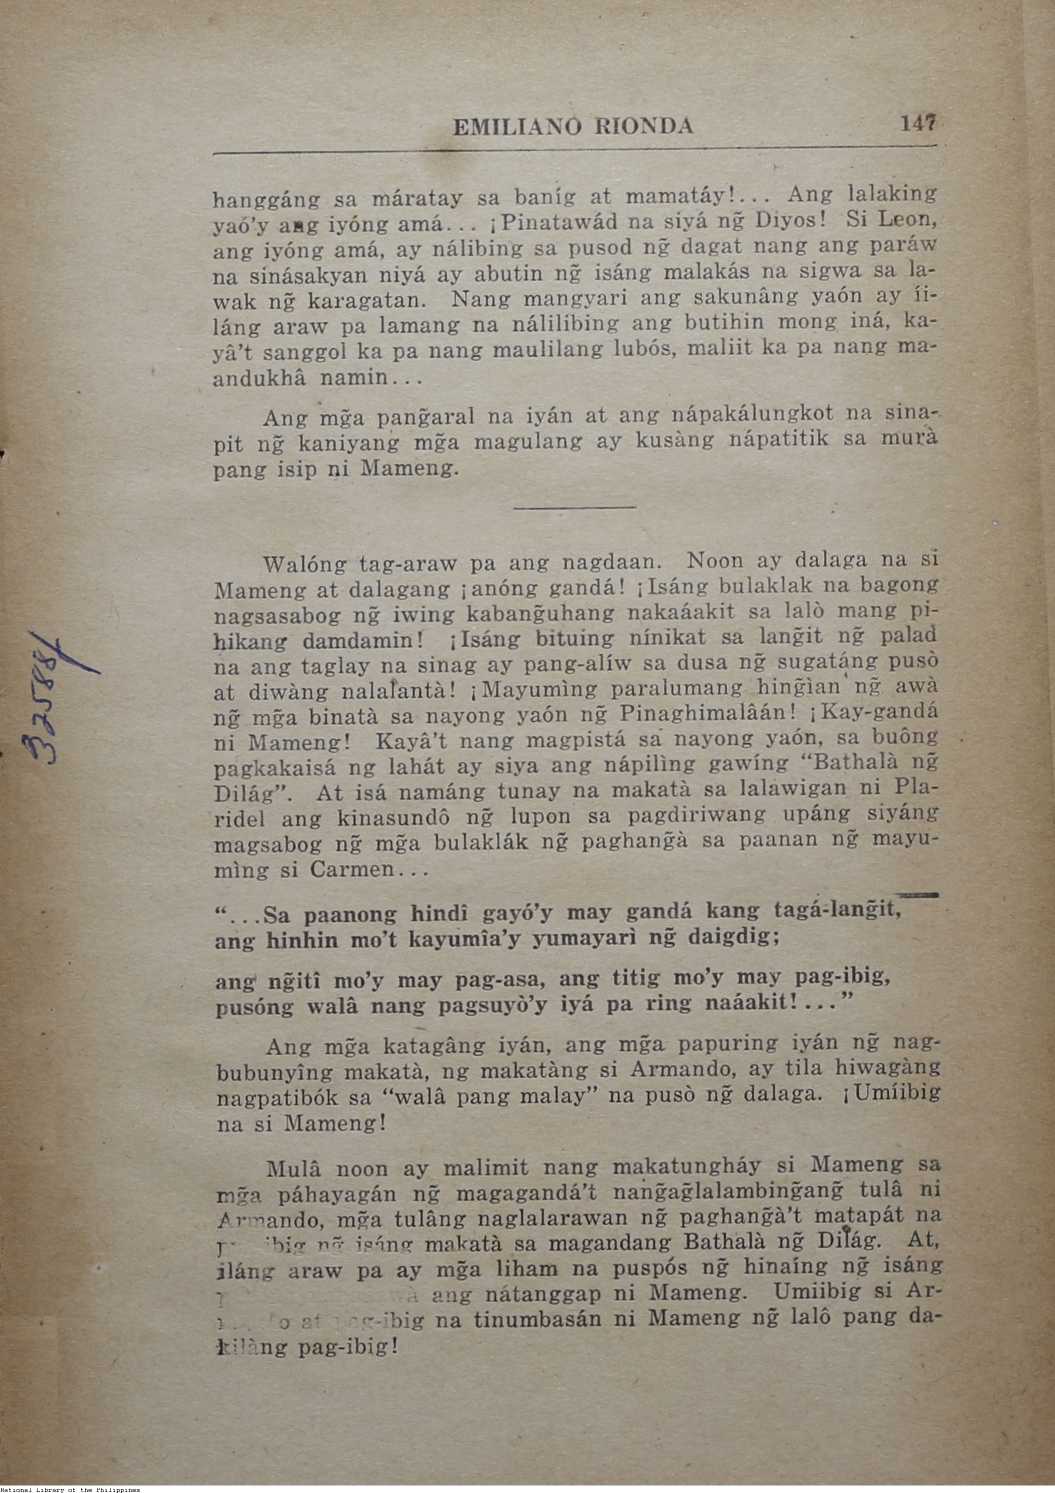 EMILIANO RIONDA 147
hanggáng sa máratay sa baníg at mamatáy!... Ang lalaking
yaó'y ang iyóng amá... ¡Pinatawád na siyá ng̃ Diyos! Si Leon,
ang iyóng amá, ay nálibing sa pusod ng̃ dagat nang ang paráw
na sinásakyan niyá ay abutin ng̃ isáng malakás na sigwa sa la-
wak ng̃ karagatan. Nang mangyari ang sakunâng yaón ay íi-
láng araw pa lamang na nálilibing ang butihin mong iná, ka-
yâ't sanggol ka pa nang maulilang lubós, maliit ka pa nang ma-
andukhâ namin...
Ang mg̃a pang̃aral na iyán at ang nápakálungkot na sina-
pit ng̃ kaniyang mg̃a magulang ay kusàng nápatitik sa murà
pang isip ni Mameng.
Walóng tag-araw pa ang nagdaan. Noon ay dalaga na si
Mameng at dalagang ¡anóng gandá! ¡Isáng bulaklak na bagong
nagsasabog ng̃ iwing kabang̃uhang nakaáakit sa lalò mang pi-
hikang damdamin! ¡Isáng bituing nínikat sa lang̃it ng̃ palad
na ang taglay na sinag ay pang-alíw sa dusa ng̃ sugatáng pusò
at diwàng nalalantà! ¡Mayumìng paralumang hing̃ìan ng̃ awà
ng̃ mg̃a binatà sa nayong yaón ng̃ Pinaghimalâán! ¡Kay-gandá
ni Mameng! Kayâ't nang magpistá sa nayong yaón, sa buông
pagkakaisá ng lahát ay siya ang nápilìng gawíng "Bathalà ng̃
Dilág". At isá namáng tunay na makatà sa lalawigan ni Pla-
ridel ang kinasundô ng̃ lupon sa pagdiriwang upáng siyáng
magsabog ng̃ mg̃a bulaklák ng̃ paghang̃à sa paanan ng̃ mayu-
mìng si Carmen...
"...Sa paanong hindî gayó'y may gandá kang tagá-lang̃it,
ang hinhin mo't kayumîa'y yumayarì ng̃ daigdig;
ang ng̃itî mo'y may pag-asa, ang titig mo'y may pag-ibig,
pusóng walâ nang pagsuyò'y iyá pa ring naáakit!..."
Ang mg̃a katagâng iyán, ang mg̃a papuring iyán ng̃ nag-
bubunyîng makatà, ng makatàng si Armando, ay tila hiwagàng
nagpatibók sa "walâ pang malay" na pusò ng̃ dalaga. ¡Umíibig
na si Mameng!
Mulâ noon ay malimit nang makatungháy si Mameng sa
mg̃a páhayagán ng̃ magagandá't nang̃ag̃lalambing̃ang̃ tulâ ni
Armando, mg̃a tulâng naglalarawan ng̃ paghang̃à't matapát na
ng̃ isáng makatà sa magandang Bathalà ng̃ Dilág. At,
iláng araw pa ay mg̃a liham na puspós ng̃ hinaíng ng̃ isáng
ang nátanggap ni Mameng. Umiibig si Ar-
at na tinumbasán ni Mameng ng̃ lalô pang da-
kilàng pag-ibig!
32588
National Library of the Philippines